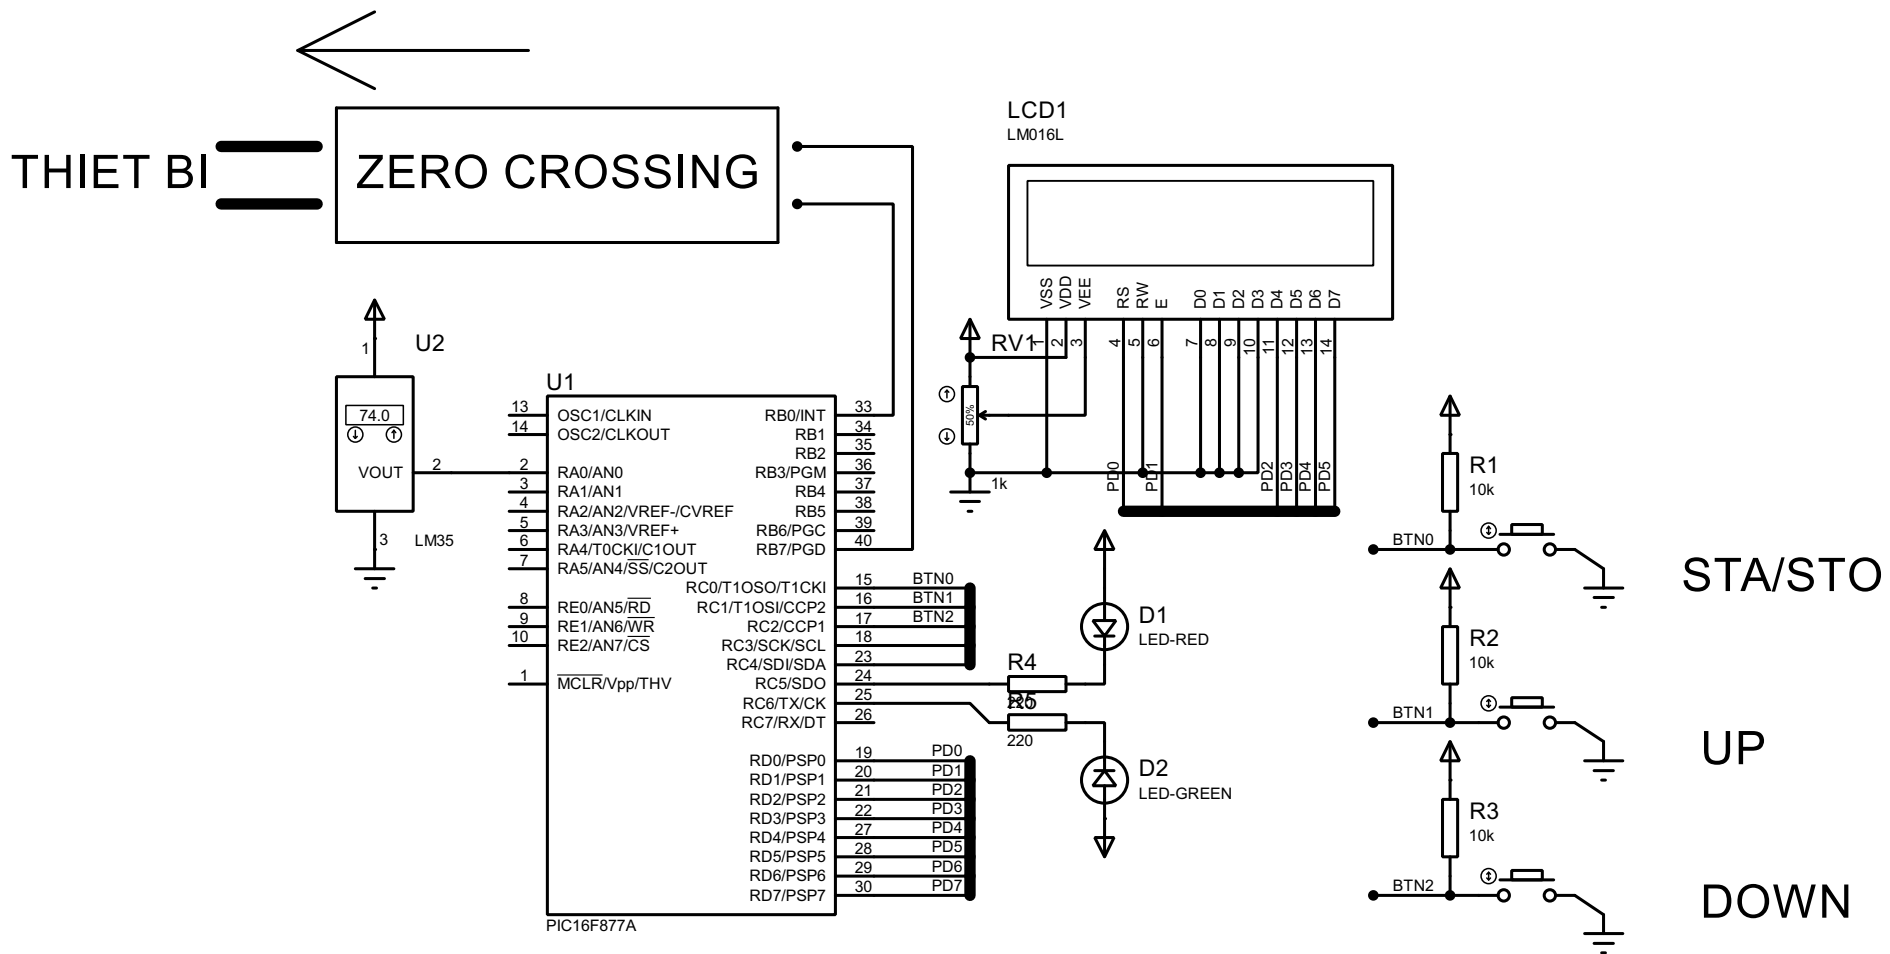 THIET BI
ZERO CROSSING
LCD1
LM016L
VSS
VDD
VEE
RS
RW
E
D0
D1
D2
D3
D4
D5
D6
D7
1
2
3
4
5
6
7
8
9
10
11
12
13
14
PD0
PD1
PD2
PD3
PD4
PD5
RV1
50%
1k
U2
1
74.0
VOUT
2
3
LM35
U1
13 OSC1/CLKIN
14 OSC2/CLKOUT
2 RA0/AN0
3 RA1/AN1
4 RA2/AN2/VREF-/CVREF
5 RA3/AN3/VREF+
6 RA4/T0CKI/C1OUT
7 RA5/AN4/SS/C2OUT
8 RE0/AN5/RD
9 RE1/AN6/WR
10 RE2/AN7/CS
1 MCLR/Vpp/THV
RB0/INT 33
RB1 34
RB2 35
RB3/PGM 36
RB4 37
RB5 38
RB6/PGC 39
RB7/PGD 40
RC0/T1OSO/T1CKI 15 BTN0
RC1/T1OSI/CCP2 16 BTN1
RC2/CCP1 17 BTN2
RC3/SCK/SCL 18
RC4/SDI/SDA 23
RC5/SDO 24
RC6/TX/CK 25
RC7/RX/DT 26
RD0/PSP0 19 PD0
RD1/PSP1 20 PD1
RD2/PSP2 21 PD2
RD3/PSP3 22 PD3
RD4/PSP4 27 PD4
RD5/PSP5 28 PD5
RD6/PSP6 29 PD6
RD7/PSP7 30 PD7
PIC16F877A
R4
220
R5
220
D1
LED-RED
D2
LED-GREEN
R1
10k
BTN0
STA/STO
R2
10k
BTN1
UP
R3
10k
BTN2
DOWN